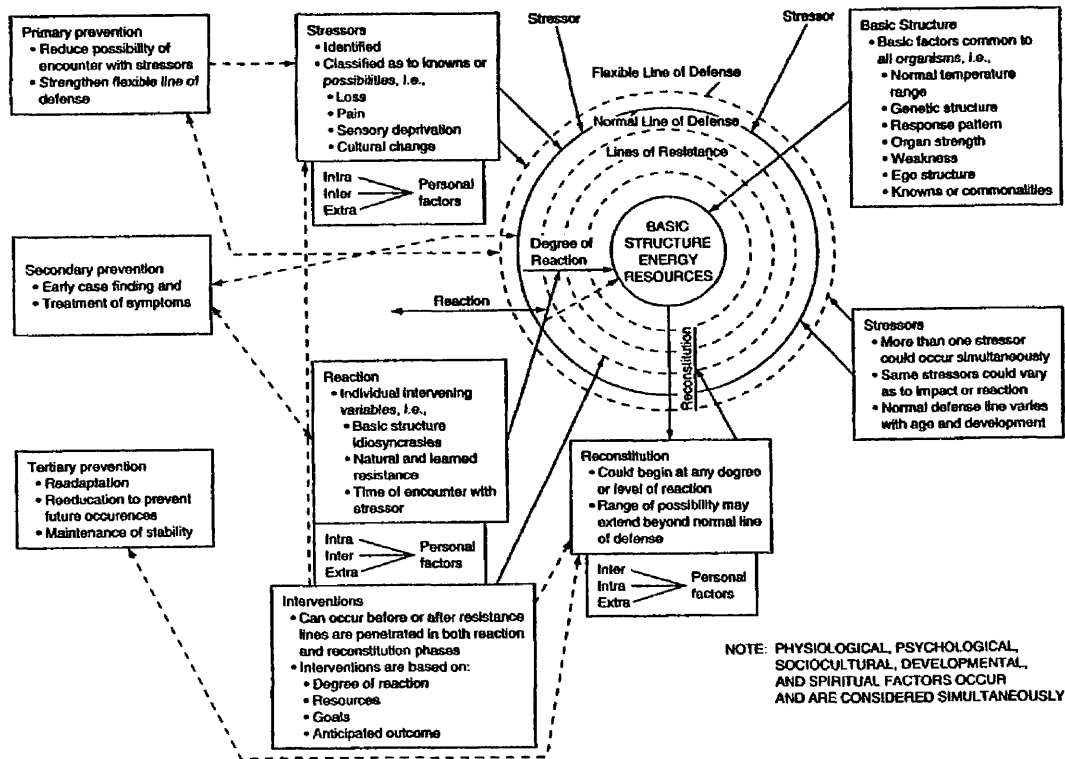 Primary prevention
• Reduce possibility of
encounter with stressors
• Strengthen flexible line of
defense
Stressors
• Identified
• Classified as to knowns or
possibilities, i.e.,
• Loss
• Pain
• Sensory deprivation
• Cultural change
Intra
Inter
Extra
Personal
factors
Stressor
Stressor
Flexible Line of Defense
Normal Line of Defense
Lines of Resistance
BASIC
STRUCTURE
ENERGY
RESOURCES
Degree of
Reaction
Reaction
Reconstitution
Basic Structure
• Basic factors common to
all organisms, i.e.,
• Normal temperature
range
• Genetic structure
• Response pattern
• Organ strength
• Weakness
• Ego structure
• Knowns or commonalities
Secondary prevention
• Early case finding and
• Treatment of symptoms
Stressors
• More than one stressor
could occur simultaneously
• Same stressors could vary
as to impact or reaction
• Normal defense line varies
with age and development
Reaction
• Individual intervening
variables, i.e.,
• Basic structure
idiosyncrasies
• Natural and learned
resistance
• Time of encounter with
stressor
Intra
Inter
Extra
Personal
factors
Tertiary prevention
• Readaptation
• Reeducation to prevent
future occurences
• Maintenance of stability
Reconstitution
• Could begin at any degree
or level of reaction
• Range of possibility may
extend beyond normal line
of defense
Inter
Intra
Extra
Personal
factors
Interventions
• Can occur before or after resistance
lines are penetrated in both reaction
and reconstitution phases
• Interventions are based on:
• Degree of reaction
• Resources
• Goals
• Anticipated outcome
NOTE: PHYSIOLOGICAL, PSYCHOLOGICAL,
SOCIOCULTURAL, DEVELOPMENTAL,
AND SPIRITUAL FACTORS OCCUR
AND ARE CONSIDERED SIMULTANEOUSLY